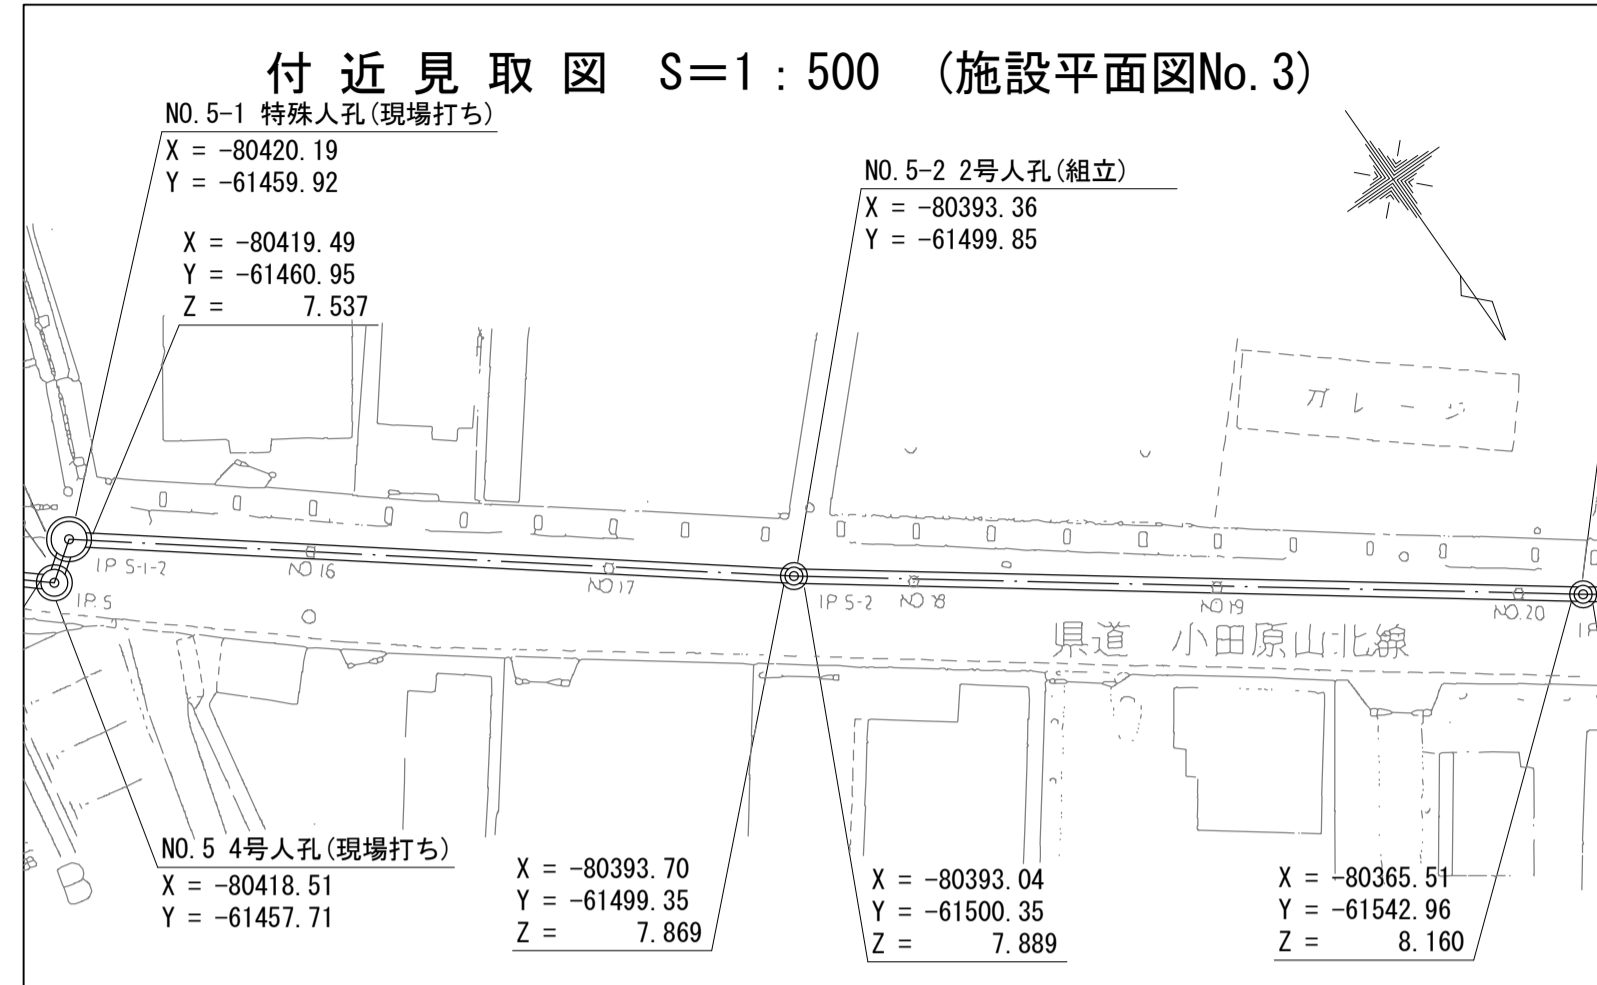 付近見取図 S=1:500 (施設平面図No.3)
NO.5-1 特殊人孔(現場打ち)
X = -80420.19
Y = -61459.92
X = -80419.49
Y = -61460.95
Z = 7.537
NO.5-2 2号人孔(組立)
X = -80393.36
Y = -61499.85
ガレージ
IP 5-1-2
NO 16
NO 17
IP 5-2
NO 18
NO 19
NO.20
IP.5
県道 小田原山北線
NO.5 4号人孔(現場打ち)
X = -80418.51
Y = -61457.71
X = -80393.70
Y = -61499.35
Z = 7.869
X = -80393.04
Y = -61500.35
Z = 7.889
X = -80365.51
Y = -61542.96
Z = 8.160